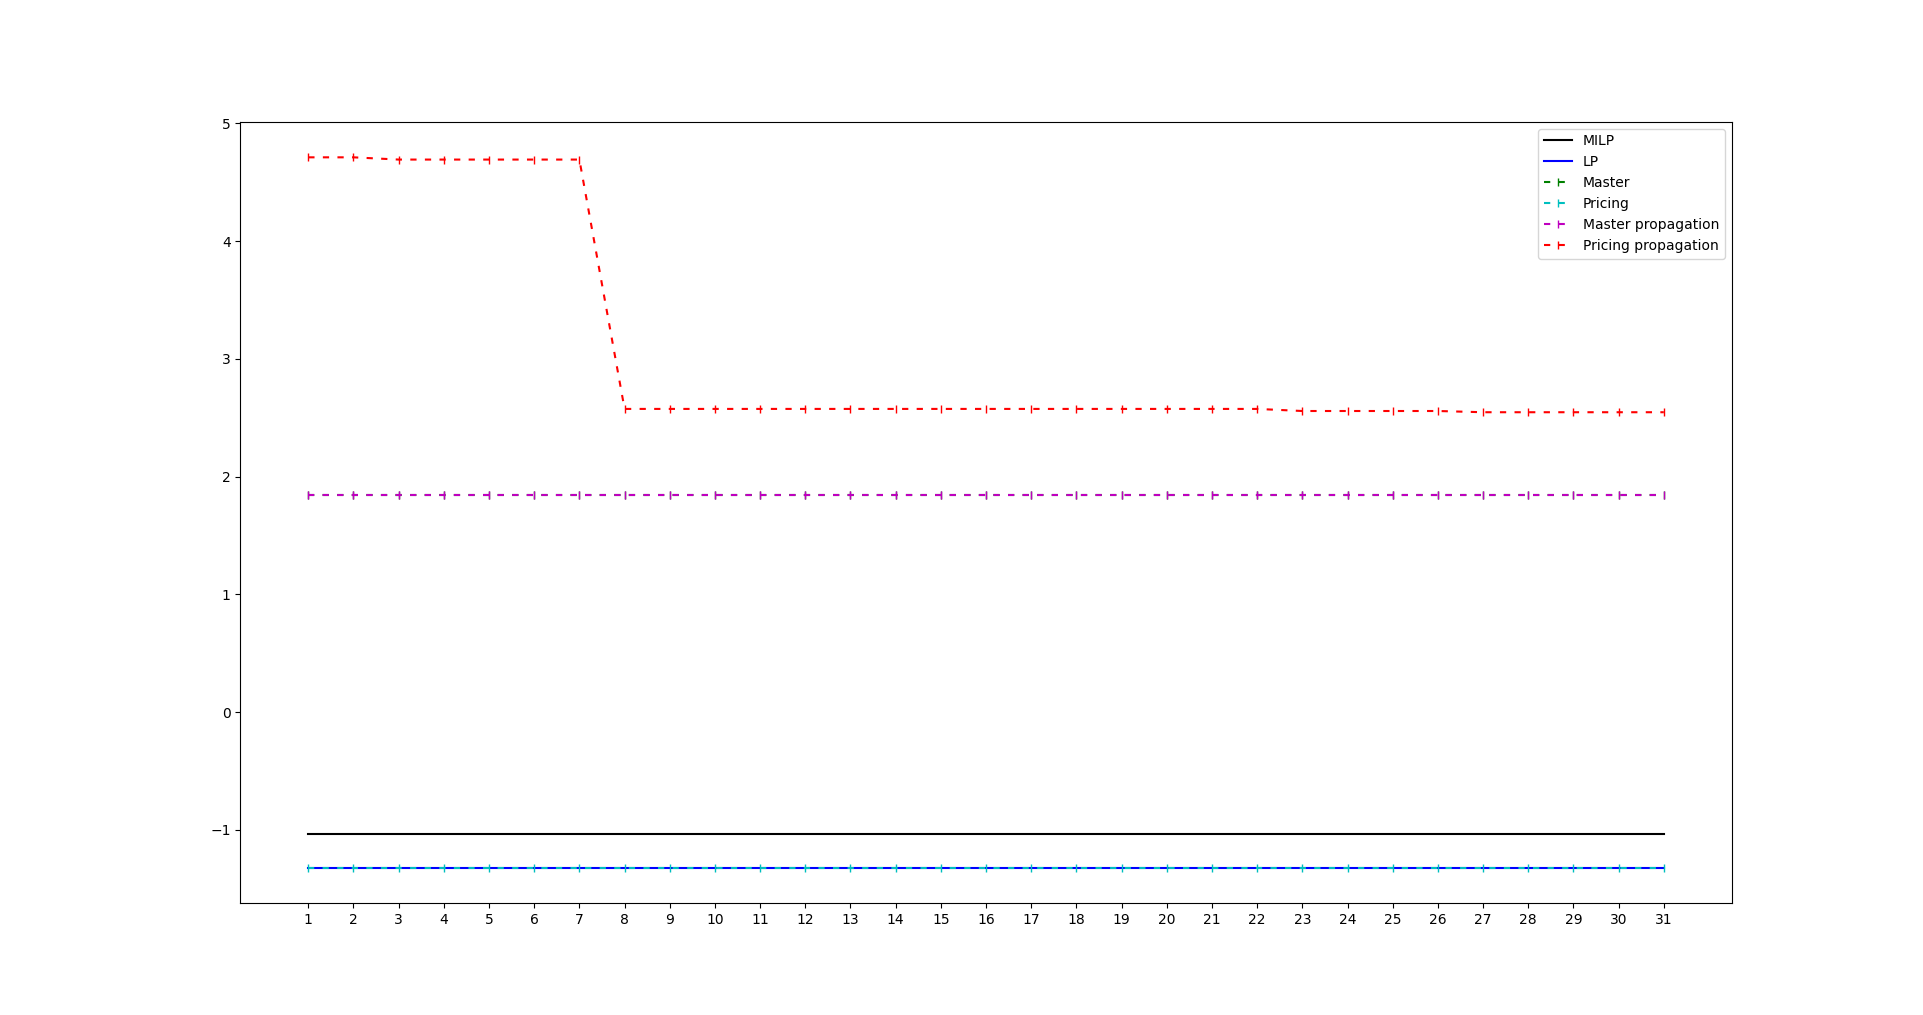 5
4
3
2
1
0
−1
MILP
LP
Master
Pricing
Master propagation
Pricing propagation
1 2 3 4 5 6 7 8 9 10 11 12 13 14 15 16 17 18 19 20 21 22 23 24 25 26 27 28 29 30 31